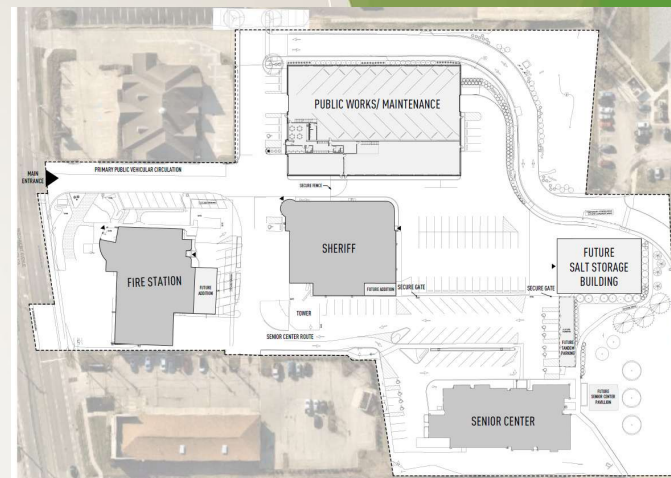 PUBLIC WORKS/ MAINTENANCE
MAIN
ENTRANCE
PRIMARY PUBLIC VEHICULAR CIRCULATION
SECURE FENCE
SHERIFF
FIRE STATION
FUTURE
ADDITION
FUTURE ADDITION
SECURE GATE
SECURE GATE
FUTURE
SALT STORAGE
BUILDING
TOWER
SENIOR CENTER ROUTE
FUTURE
TANDEM
PARKING
FUTURE
SENIOR CENTER
PAVILION
SENIOR CENTER